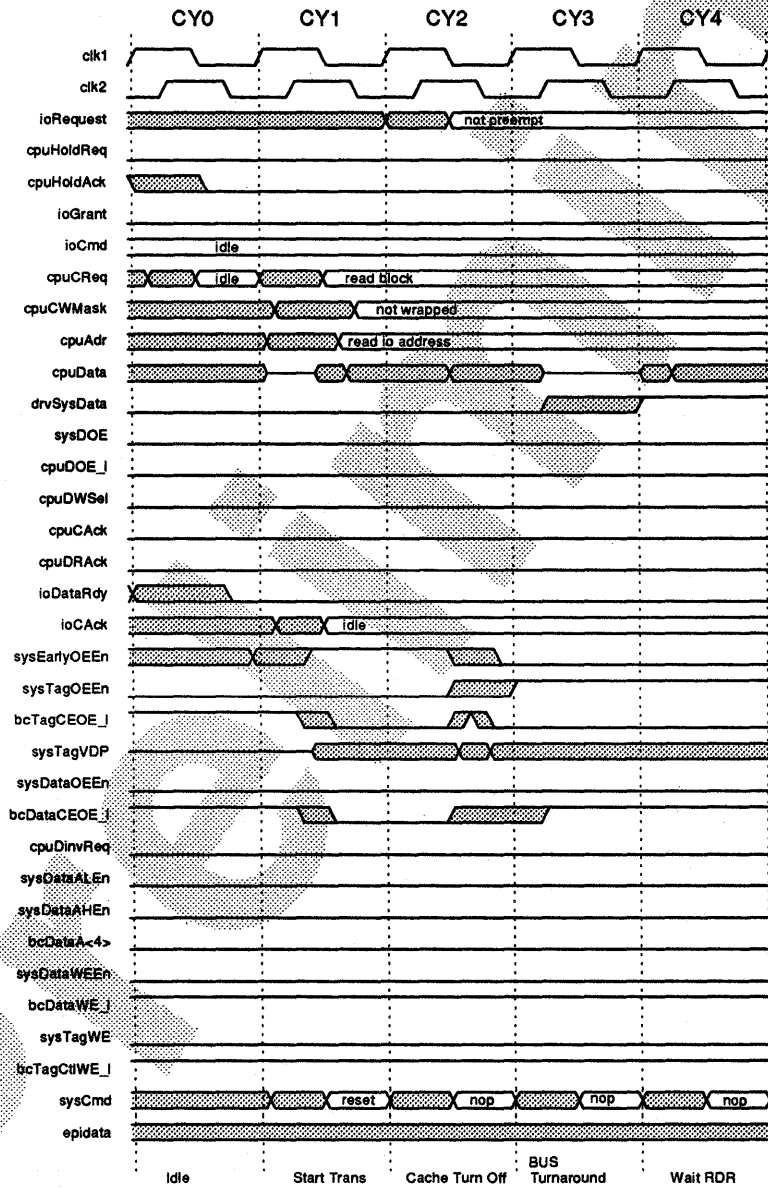 CY0 CY1 CY2 CY3 CY4
clk1
clk2
ioRequest not preempt
cpuHoldReq
cpuHoldAck
ioGrant
ioCmd idle
cpuCReq idle read block
cpuCWMask not wrapped
cpuAdr read io address
cpuData
drvSysData
sysDOE
cpuDOE_l
cpuDWSel
cpuCAck
cpuDRAck
ioDataRdy
ioCAck idle
sysEarlyOEEn
sysTagOEEn
bcTagCEOE_l
sysTagVDP
sysDataOEEn
bcDataCEOE_l
cpuDinvReq
sysDataALEn
sysDataAHEn
bcDataA<4>
sysDataWEEn
bcDataWE_l
sysTagWE
bcTagCtlWE_l
sysCmd reset nop nop nop
epidata
BUS
Idle Start Trans Cache Turn Off Turnaround Wait RDR